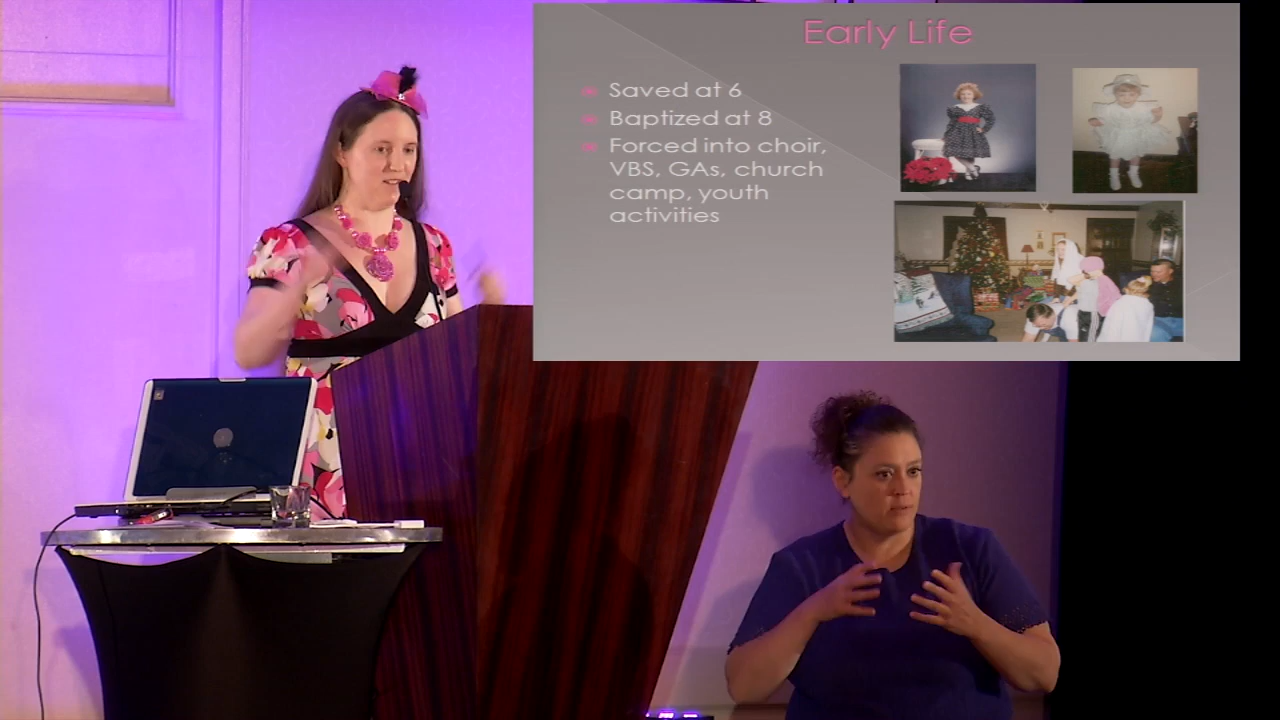 Early Life
Saved at 6
Baptized at 8
Forced into choir,
VBS, GAs, church
camp, youth
activities